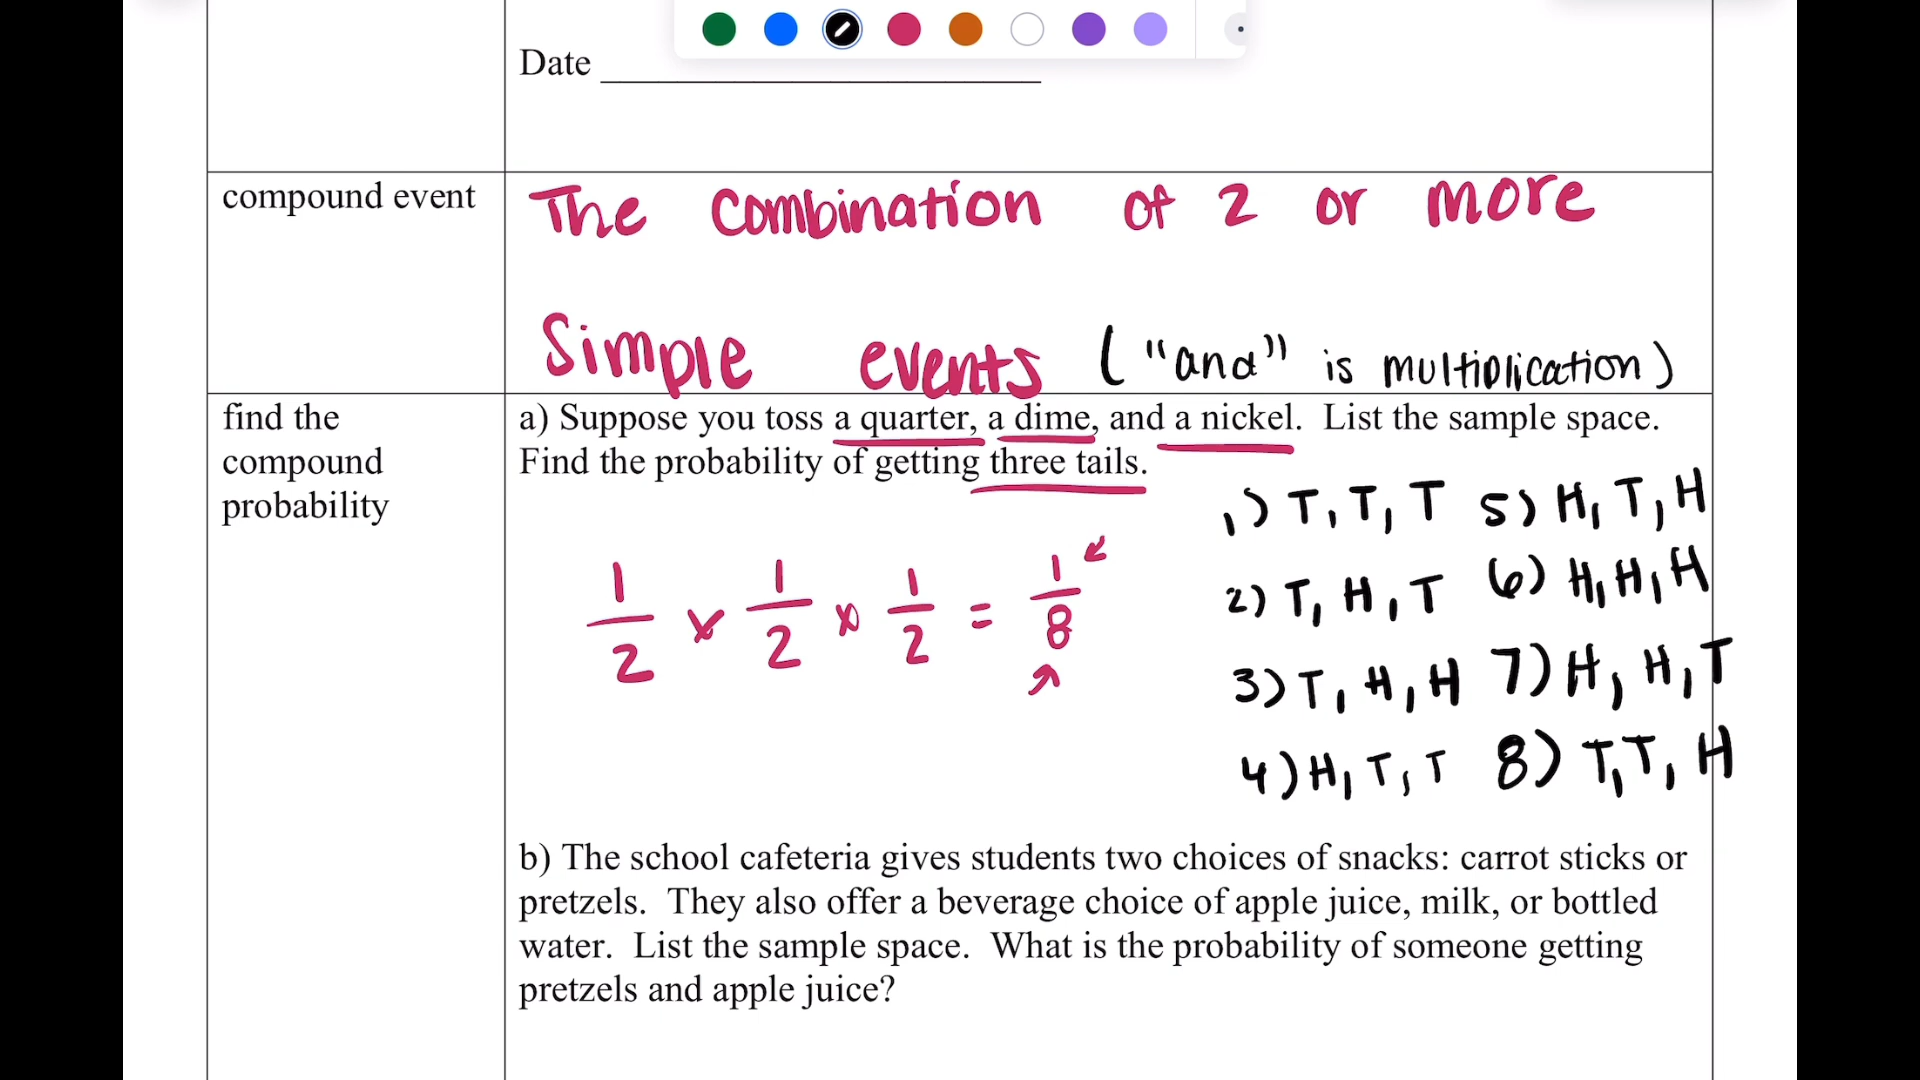 Date
compound event
The combination of 2 or more
simple events ("and" is multiplication)
find the
compound
probability
a) Suppose you toss a quarter, a dime, and a nickel. List the sample space.
Find the probability of getting three tails.
1/2 x 1/2 x 1/2 = 1/8
1) T, T, T
2) T, H, T
3) T, H, H
4) H, T, T
5) H, T, H
6) H, H, H
7) H, H, T
8) T, T, H
b) The school cafeteria gives students two choices of snacks: carrot sticks or
pretzels. They also offer a beverage choice of apple juice, milk, or bottled
water. List the sample space. What is the probability of someone getting
pretzels and apple juice?